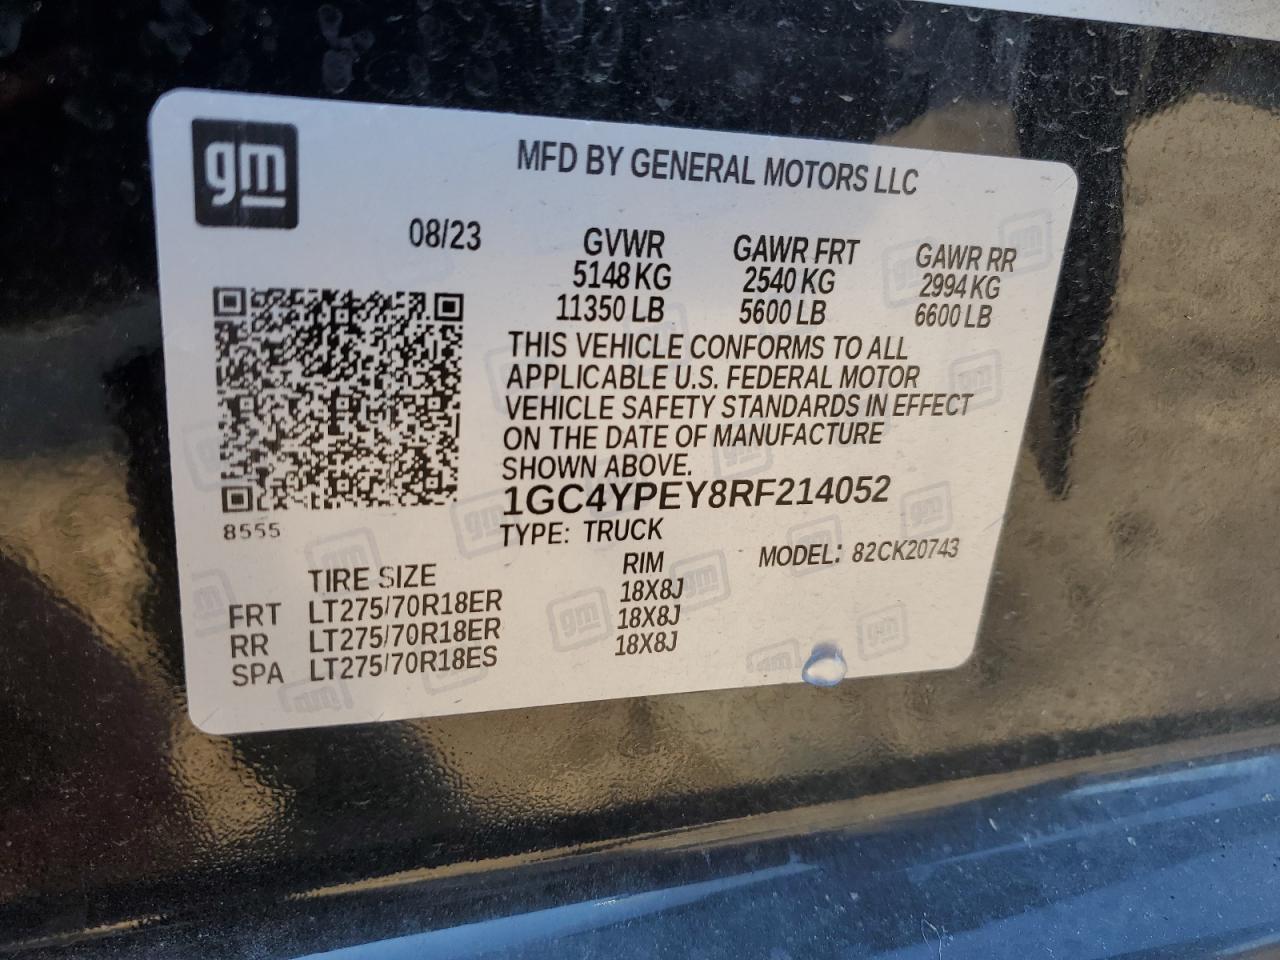 gm
MFD BY GENERAL MOTORS LLC
08/23
GVWR GAWR FRT GAWR RR
5148 KG 2540 KG 2994 KG
11350 LB 5600 LB 6600 LB
THIS VEHICLE CONFORMS TO ALL
APPLICABLE U.S. FEDERAL MOTOR
VEHICLE SAFETY STANDARDS IN EFFECT
ON THE DATE OF MANUFACTURE
SHOWN ABOVE.
8555
1GC4YPEY8RF214052
TYPE: TRUCK
MODEL: 82CK20743
TIRE SIZE RIM
FRT LT275/70R18ER 18X8J
RR LT275/70R18ER 18X8J
SPA LT275/70R18ES 18X8J